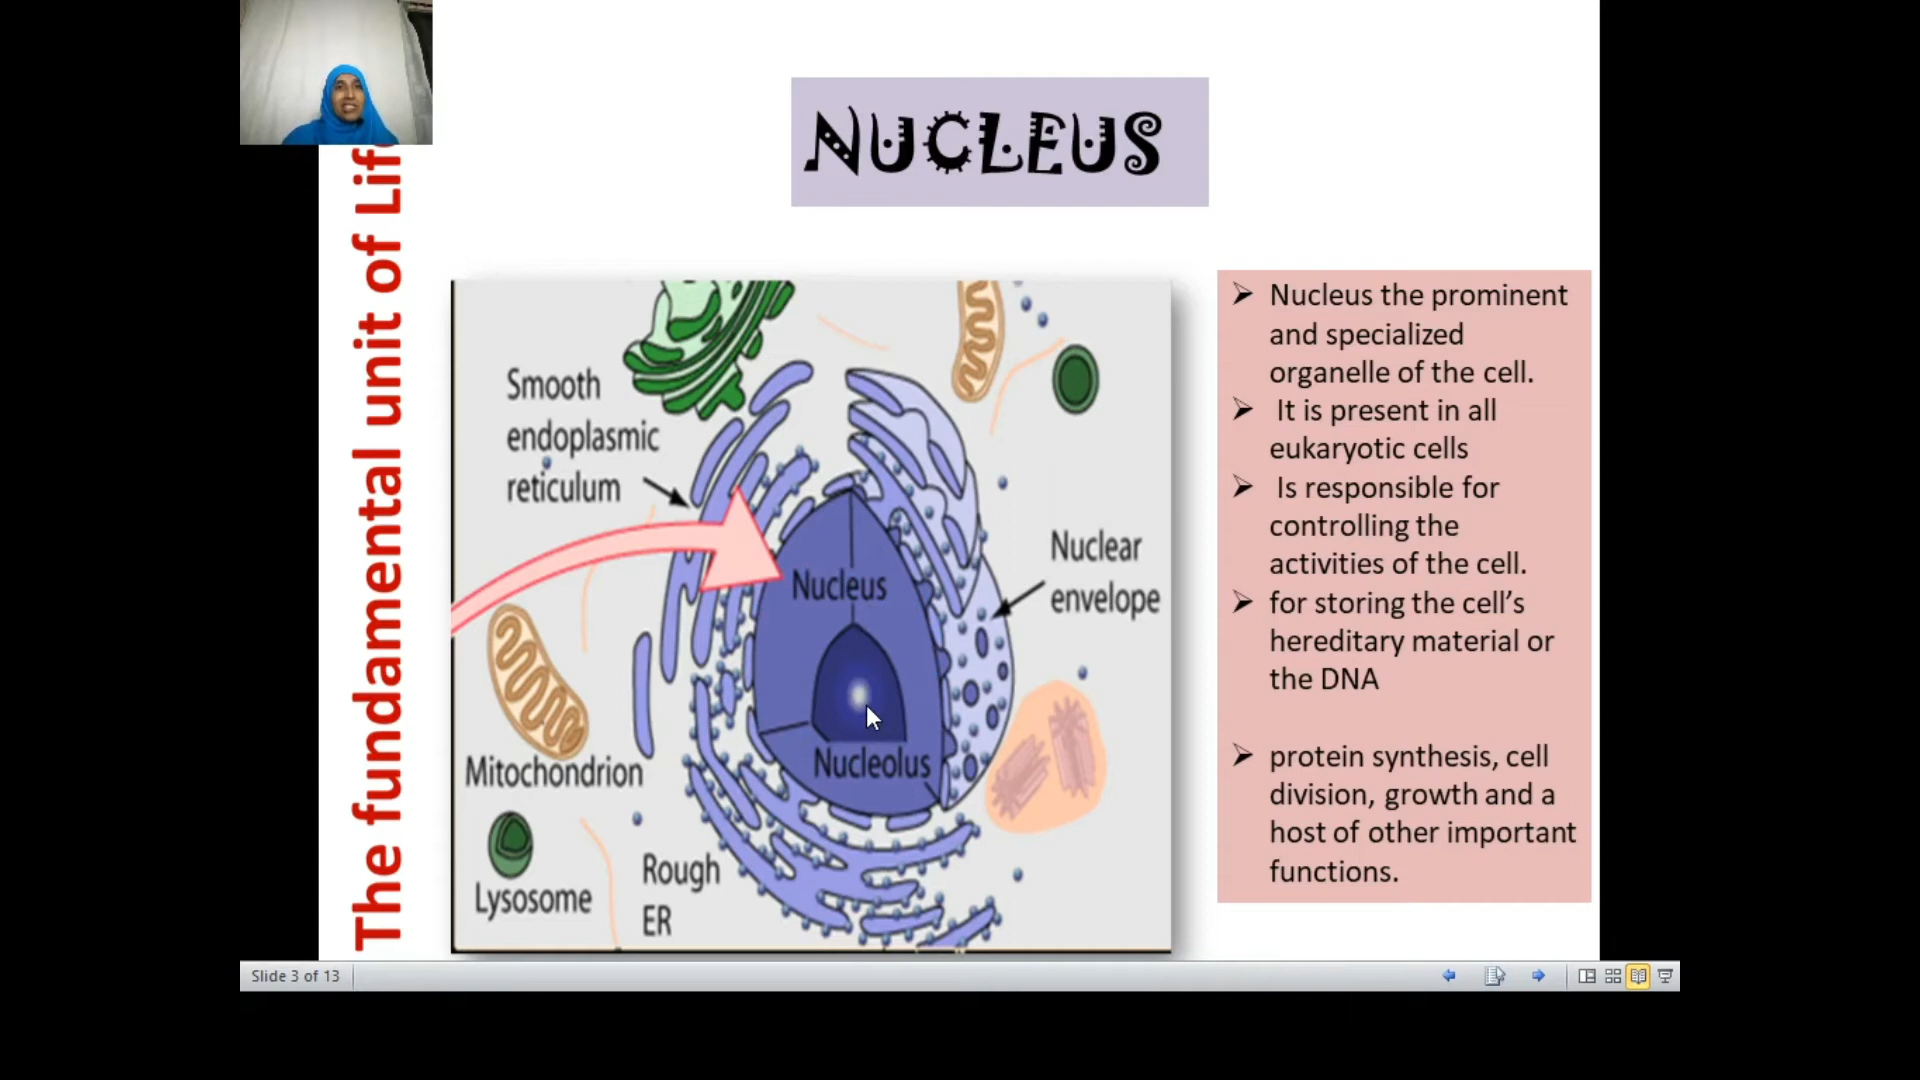 NUCLEUS
The fundamental unit of Lif
Smooth
endoplasmic
reticulum
Nucleus
Nuclear
envelope
Nucleolus
Mitochondrion
Lysosome
Rough
ER
➢ Nucleus the prominent
and specialized
organelle of the cell.
➢ It is present in all
eukaryotic cells
➢ Is responsible for
controlling the
activities of the cell.
➢ for storing the cell’s
hereditary material or
the DNA
➢ protein synthesis, cell
division, growth and a
host of other important
functions.
Slide 3 of 13